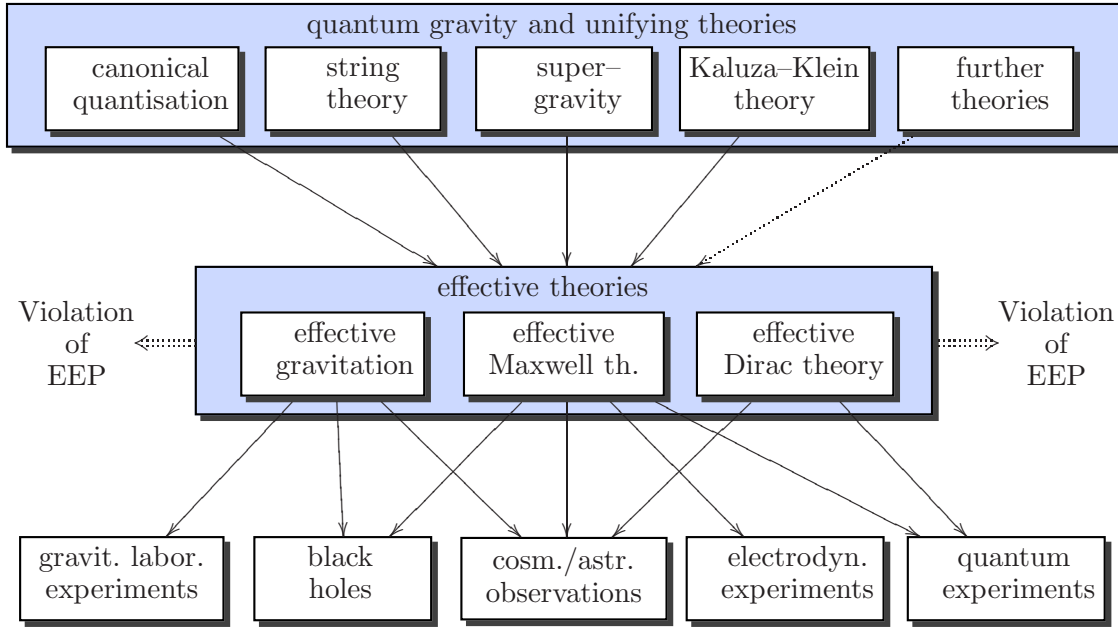 quantum gravity and unifying theories
canonical
quantisation
string
theory
super–
gravity
Kaluza–Klein
theory
further
theories
effective theories
Violation
of
EEP
effective
gravitation
effective
Maxwell th.
effective
Dirac theory
Violation
of
EEP
gravit. labor.
experiments
black
holes
cosm./astr.
observations
electrodyn.
experiments
quantum
experiments